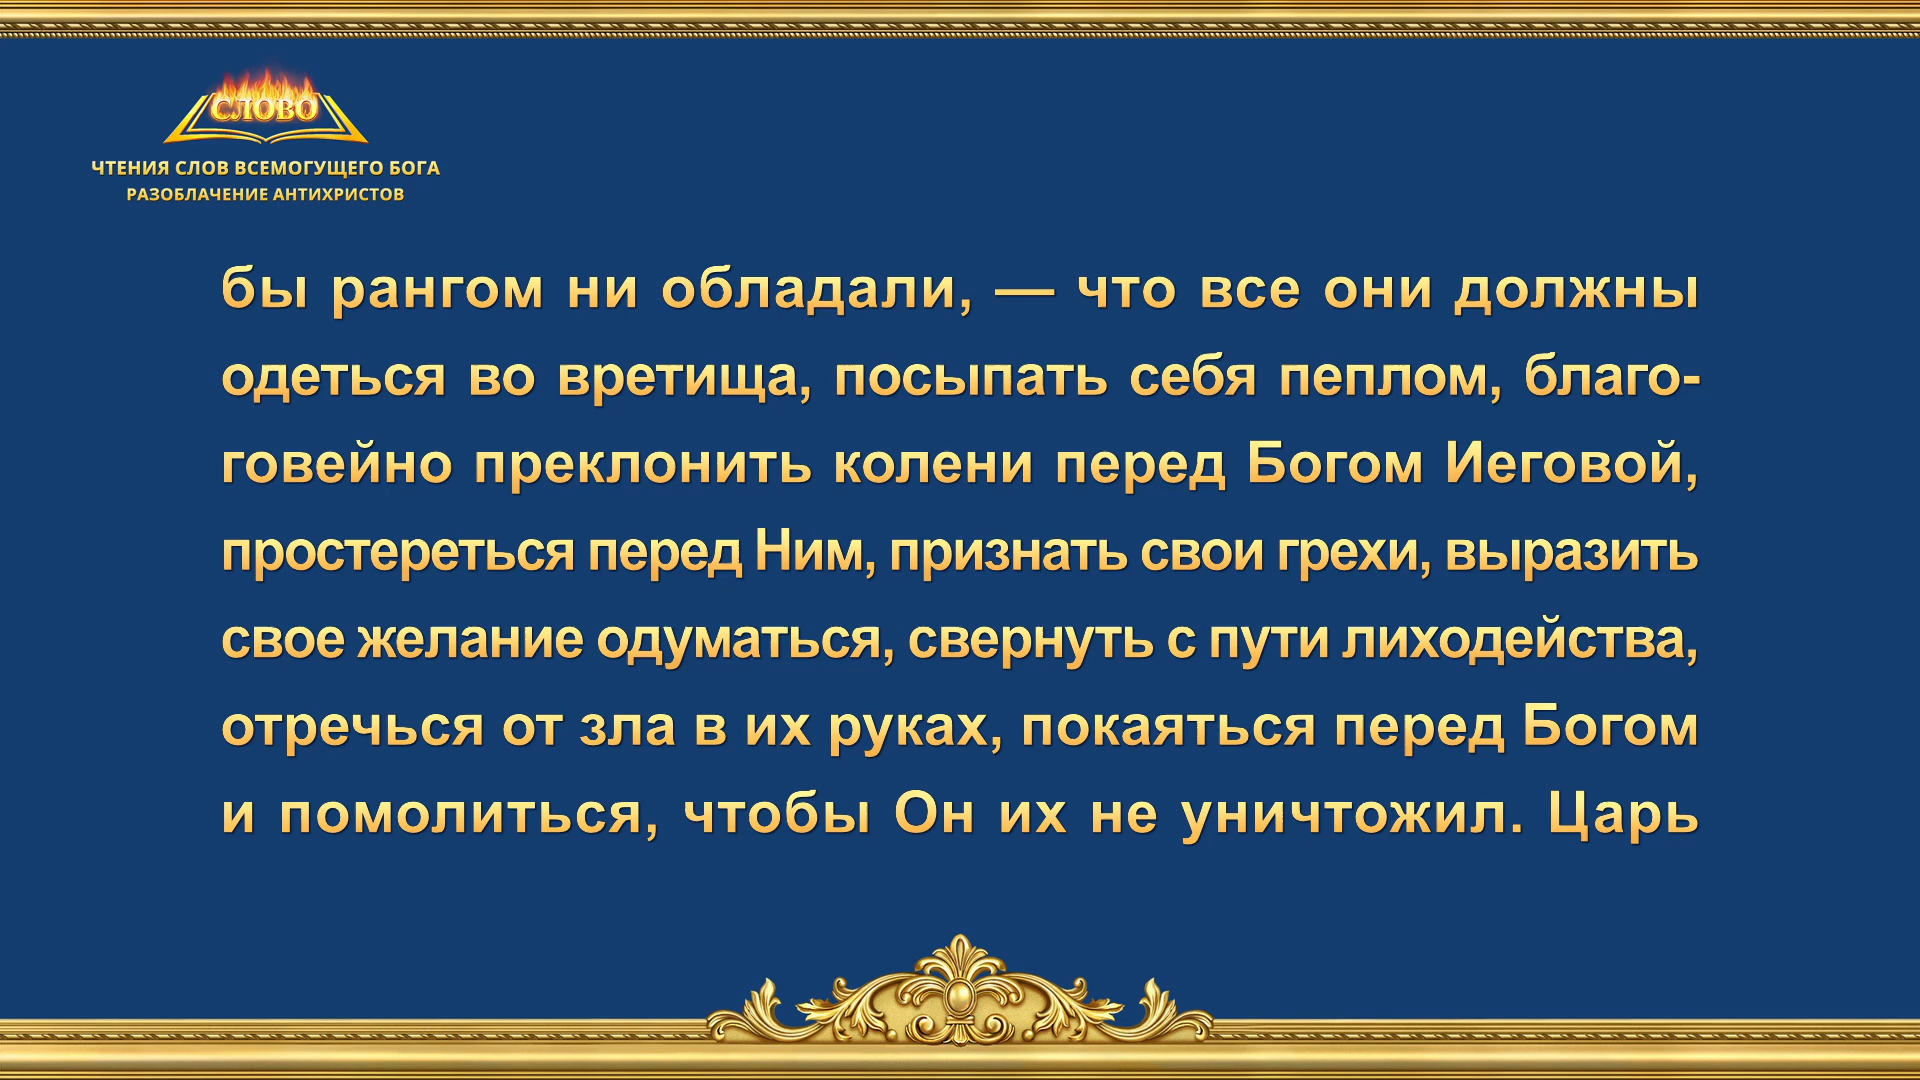 СЛОВО
ЧТЕНИЯ СЛОВ ВСЕМОГУЩЕГО БОГА
РАЗОБЛАЧЕНИЕ АНТИХРИСТОВ
бы рангом ни обладали, — что все они должны
одеться во вретища, посыпать себя пеплом, благо-
говейно преклонить колени перед Богом Иеговой,
простереться перед Ним, признать свои грехи, выразить
свое желание одуматься, свернуть с пути лиходейства,
отречься от зла в их руках, покаяться перед Богом
и помолиться, чтобы Он их не уничтожил. Царь